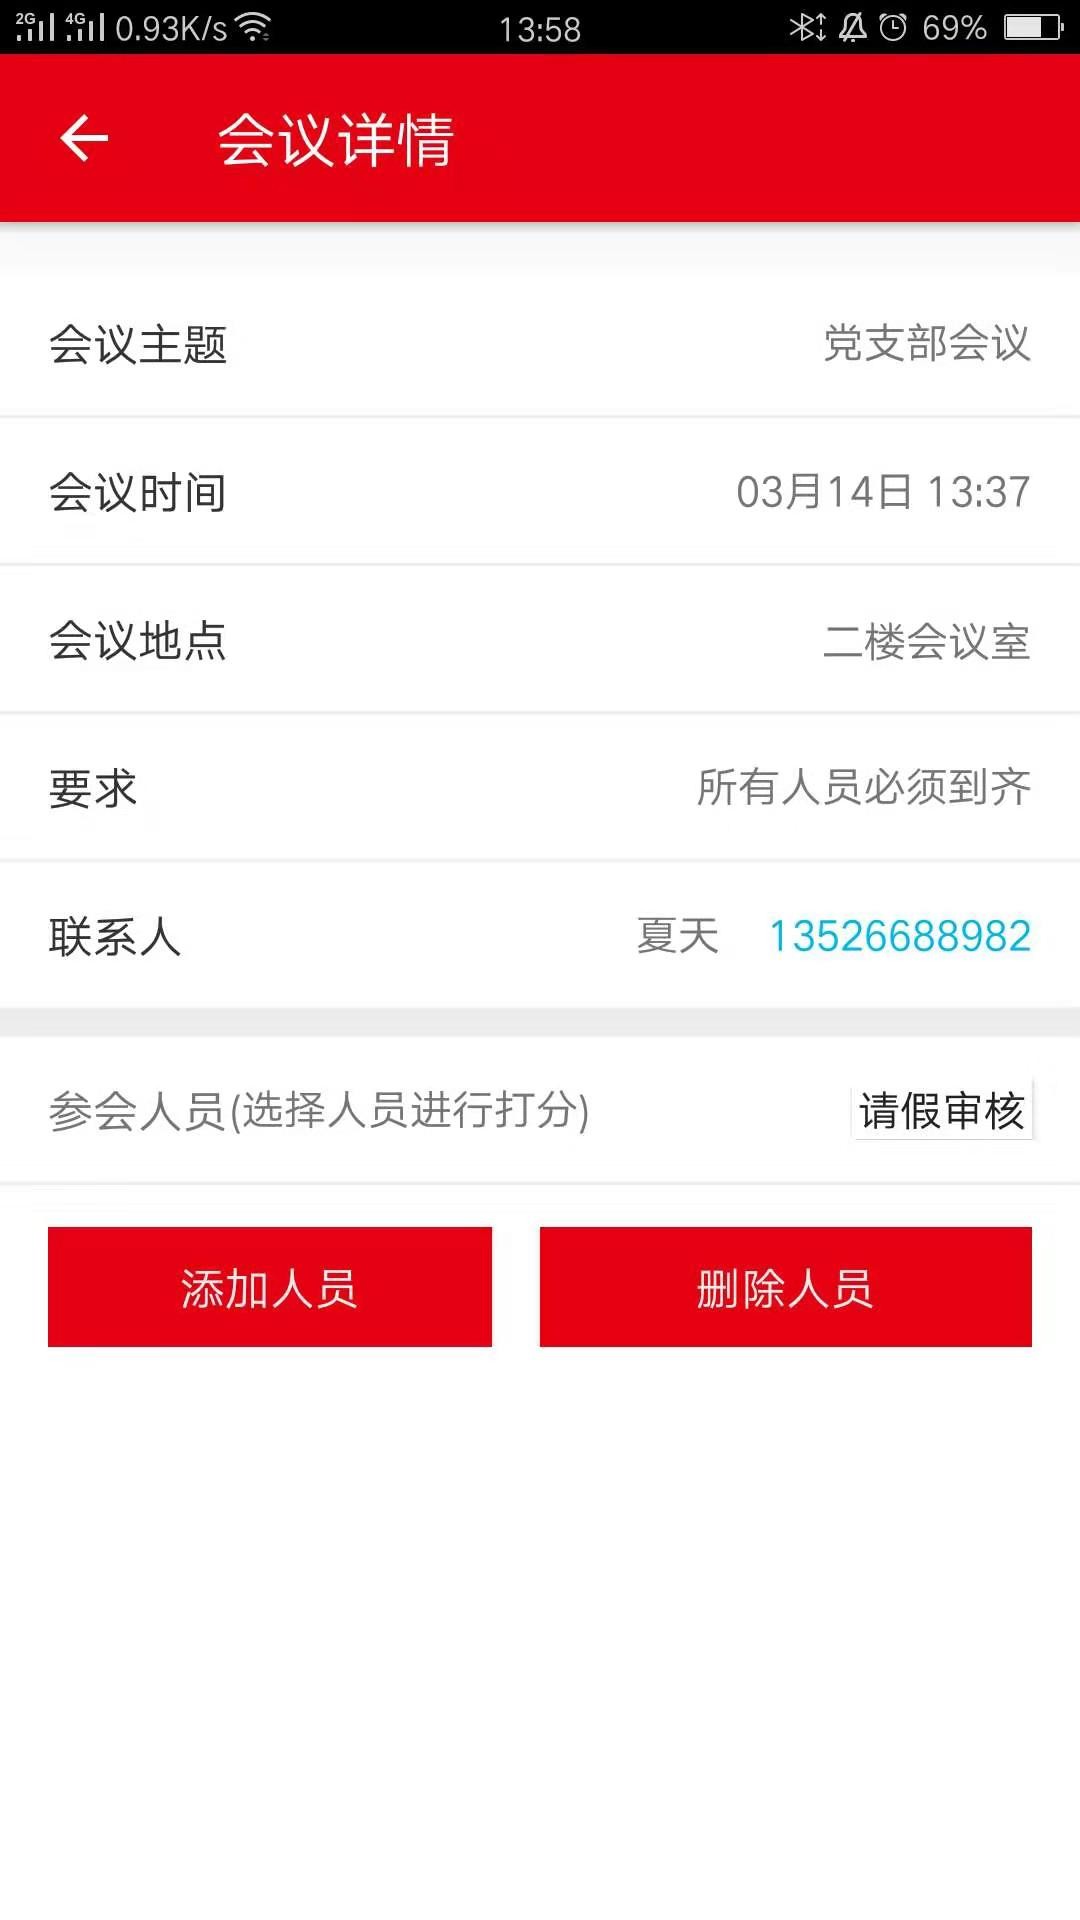 2G 4G 0.93K/s 13:58 69%
会议详情
会议主题 党支部会议
会议时间 03月14日 13:37
会议地点 二楼会议室
要求 所有人员必须到齐
联系人 夏天 13526688982
参会人员(选择人员进行打分) 请假审核
添加人员 删除人员